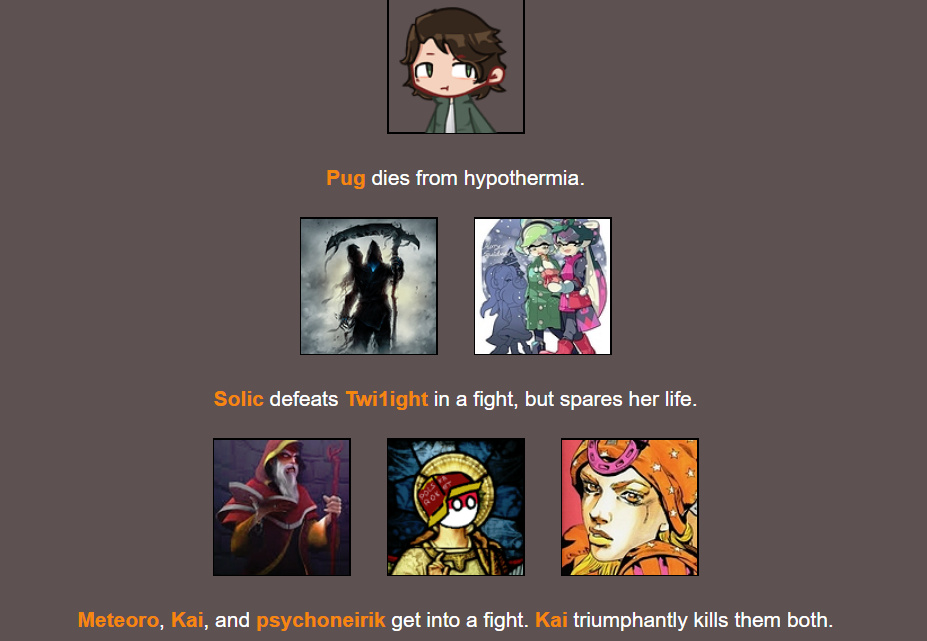 Pug dies from hypothermia.
Solic defeats Twi1ight in a fight, but spares her life.
Meteoro, Kai, and psychoneirik get into a fight. Kai triumphantly kills them both.